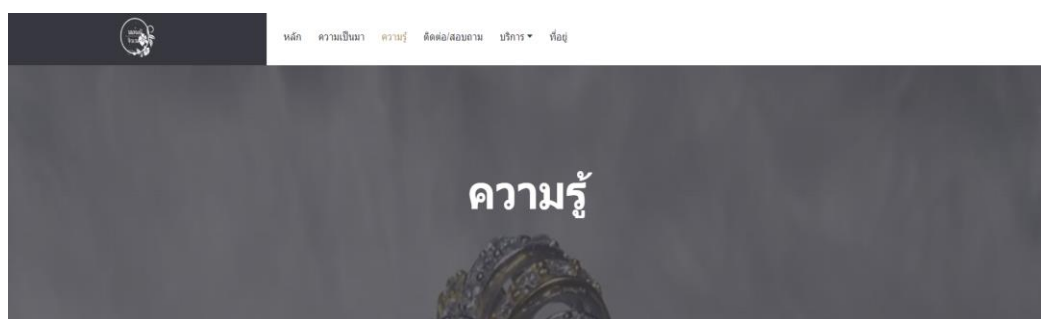 หลัก ความเป็นมา ความรู้ ติดต่อ/สอบถาม บริการ ที่อยู่
ความรู้